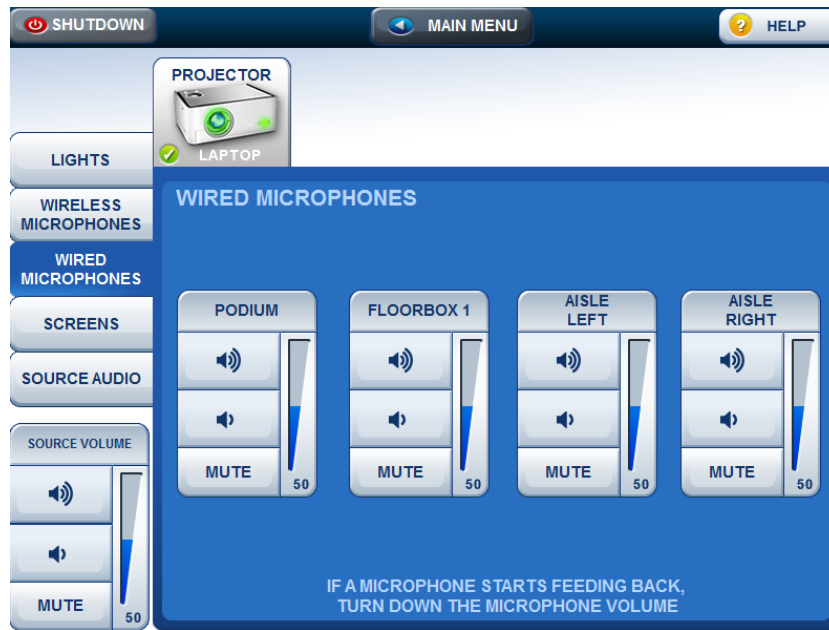 SHUTDOWN
MAIN MENU
HELP
PROJECTOR
LAPTOP
LIGHTS
WIRELESS
MICROPHONES
WIRED
MICROPHONES
SCREENS
SOURCE AUDIO
SOURCE VOLUME
MUTE
50
WIRED MICROPHONES
PODIUM
MUTE
50
FLOORBOX 1
MUTE
50
AISLE
LEFT
MUTE
50
AISLE
RIGHT
MUTE
50
IF A MICROPHONE STARTS FEEDING BACK,
TURN DOWN THE MICROPHONE VOLUME